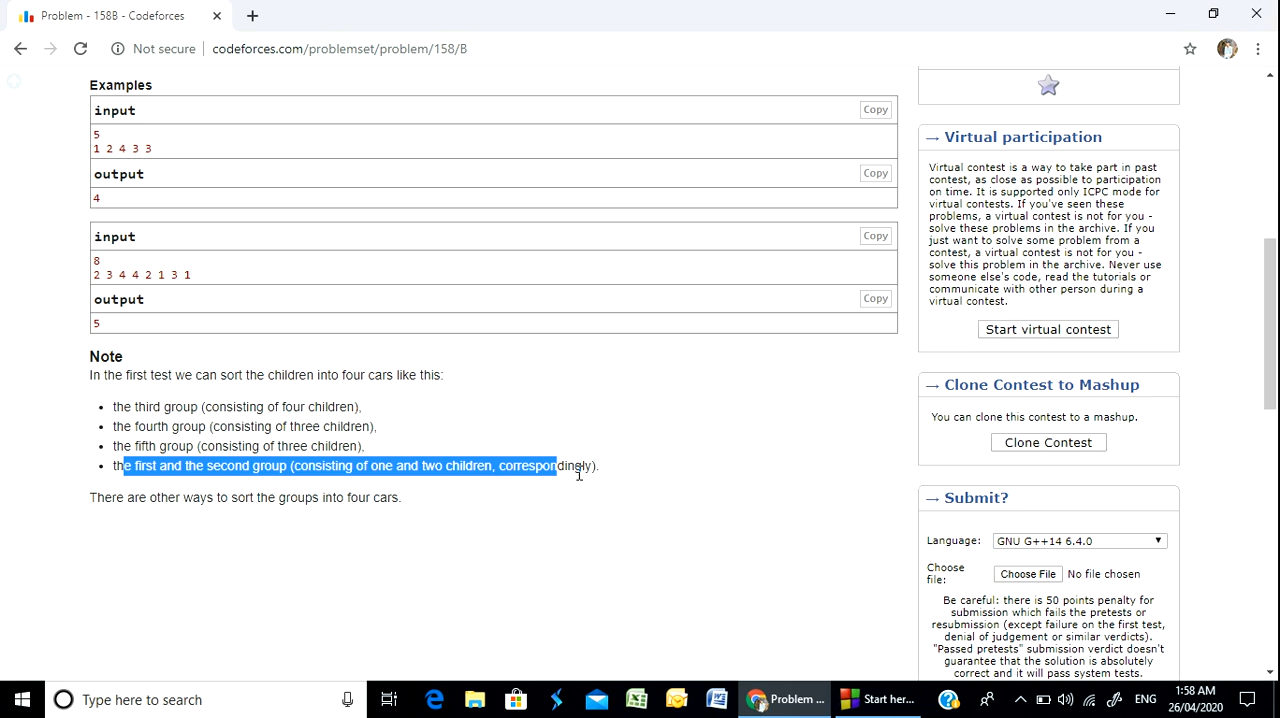 Problem - 158B - Codeforces
Not secure
codeforces.com/problemset/problem/158/B
Examples
input
Copy
5
1 2 4 3 3
output
Copy
4
input
Copy
8
2 3 4 4 2 1 3 1
output
Copy
5
Note
In the first test we can sort the children into four cars like this:
• the third group (consisting of four children),
• the fourth group (consisting of three children),
• the fifth group (consisting of three children),
• the first and the second group (consisting of one and two children, correspondingly).
There are other ways to sort the groups into four cars.
→ Virtual participation
Virtual contest is a way to take part in past
contest, as close as possible to participation
on time. It is supported only ICPC mode for
virtual contests. If you've seen these
problems, a virtual contest is not for you -
solve these problems in the archive. If you
just want to solve some problem from a
contest, a virtual contest is not for you -
solve this problem in the archive. Never use
someone else's code, read the tutorials or
communicate with other person during a
virtual contest.
Start virtual contest
→ Clone Contest to Mashup
You can clone this contest to a mashup.
Clone Contest
→ Submit?
Language:
GNU G++14 6.4.0
Choose
file:
Choose File
No file chosen
Be careful: there is 50 points penalty for
submission which fails the pretests or
resubmission (except failure on the first test,
denial of judgement or similar verdicts).
"Passed pretests" submission verdict doesn't
guarantee that the solution is absolutely
correct and it will pass system tests.
Type here to search
Problem ...
Start her...
ENG
1:58 AM
26/04/2020